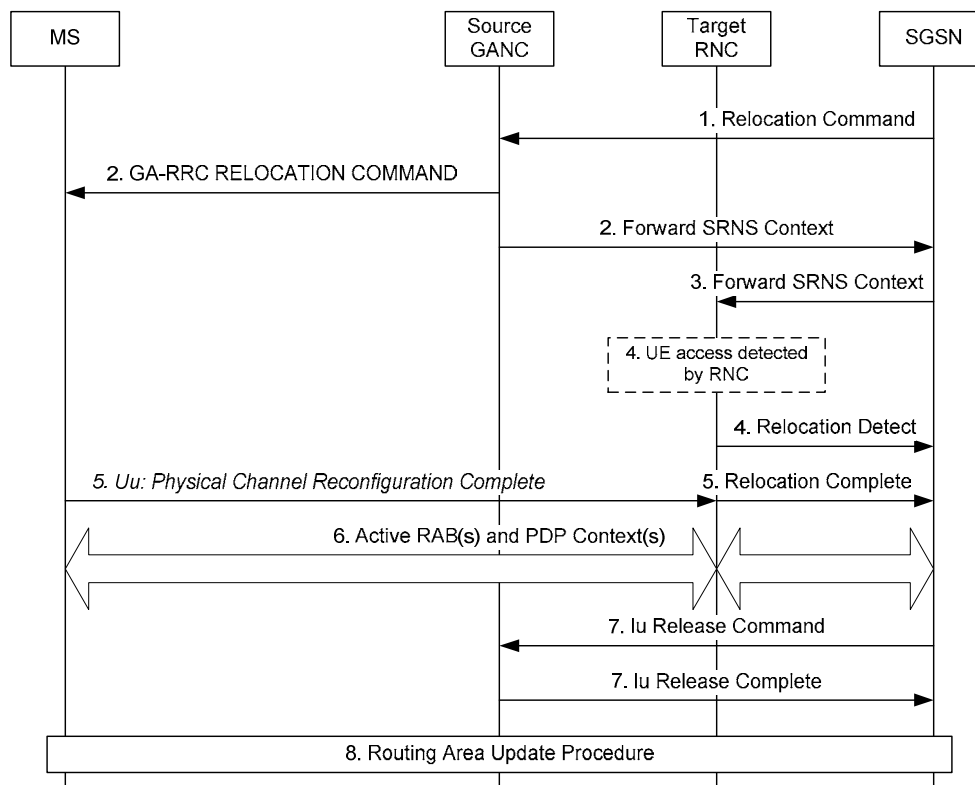 MS
Source
GANC
Target
RNC
SGSN
1. Relocation Command
2. GA-RRC RELOCATION COMMAND
2. Forward SRNS Context
3. Forward SRNS Context
4. UE access detected
by RNC
4. Relocation Detect
5. Uu: Physical Channel Reconfiguration Complete
5. Relocation Complete
6. Active RAB(s) and PDP Context(s)
7. Iu Release Command
7. Iu Release Complete
8. Routing Area Update Procedure